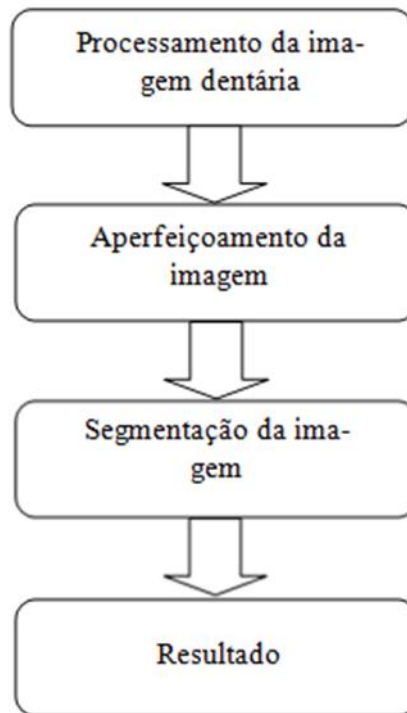 Processamento da ima-
gem dentária
Aperfeiçoamento da
imagem
Segmentação da ima-
gem
Resultado